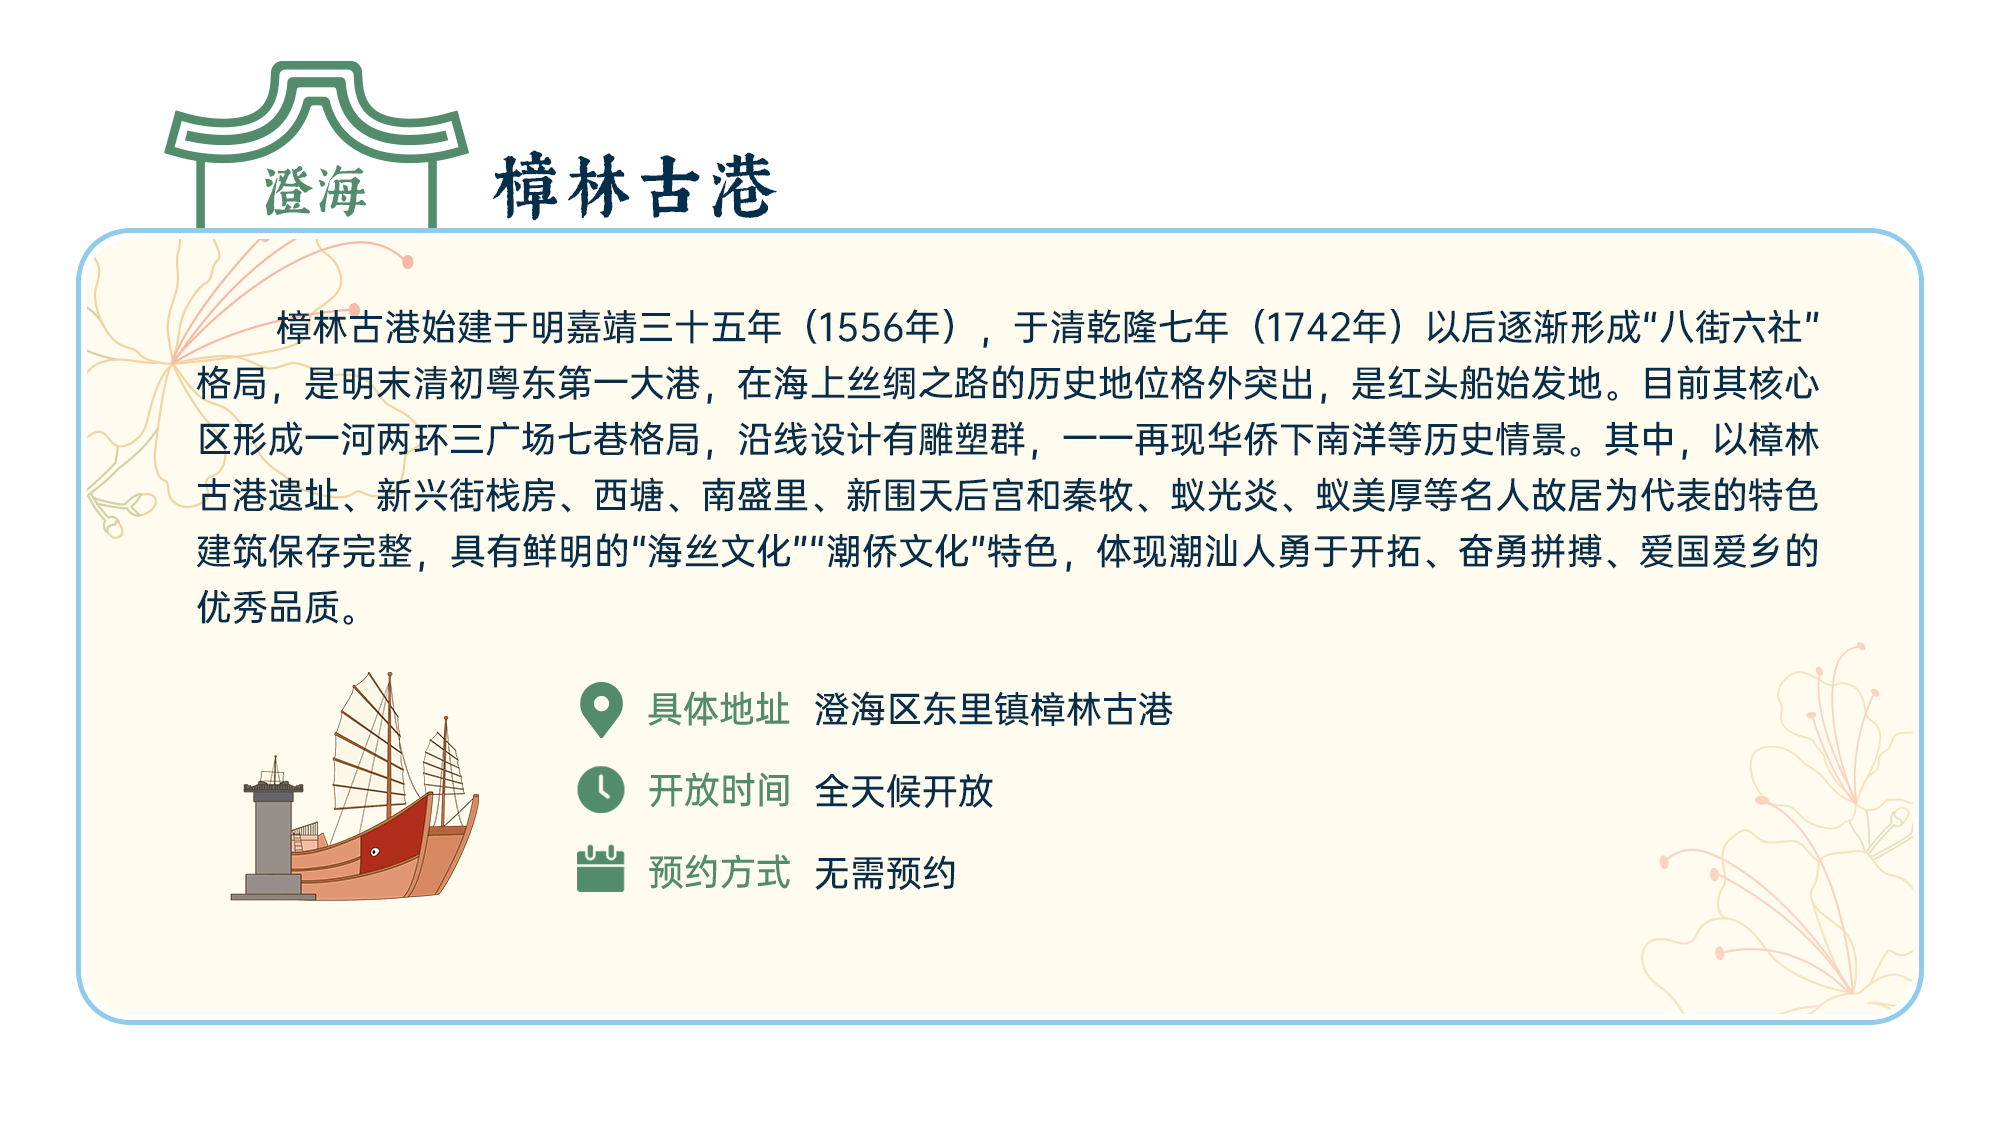 澄海
樟林古港
樟林古港始建于明嘉靖三十五年（1556年），于清乾隆七年（1742年）以后逐渐形成“八街六社”
格局，是明末清初粤东第一大港，在海上丝绸之路的历史地位格外突出，是红头船始发地。目前其核心
区形成一河两环三广场七巷格局，沿线设计有雕塑群，一一再现华侨下南洋等历史情景。其中，以樟林
古港遗址、新兴街栈房、西塘、南盛里、新围天后宫和秦牧、蚁光炎、蚁美厚等名人故居为代表的特色
建筑保存完整，具有鲜明的“海丝文化”“潮侨文化”特色，体现潮汕人勇于开拓、奋勇拼搏、爱国爱乡的
优秀品质。
具体地址 澄海区东里镇樟林古港
开放时间 全天候开放
预约方式 无需预约